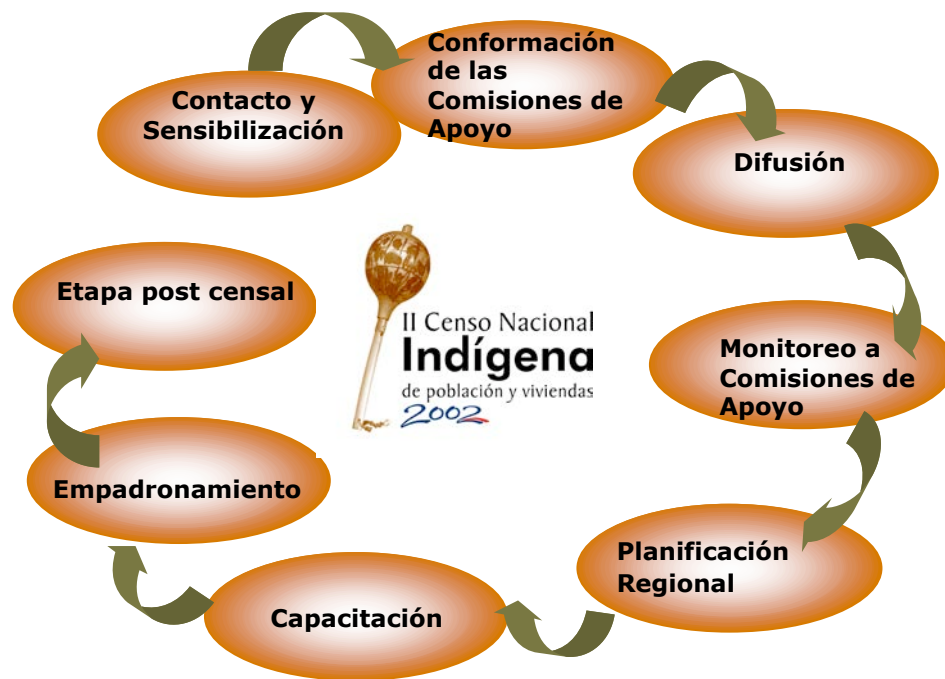 Contacto y
Sensibilización
Conformación
de las
Comisiones de
Apoyo
Difusión
Monitoreo a
Comisiones de
Apoyo
Planificación
Regional
Capacitación
Empadronamiento
Etapa post censal
II Censo Nacional
Indígena
de población y viviendas
2002